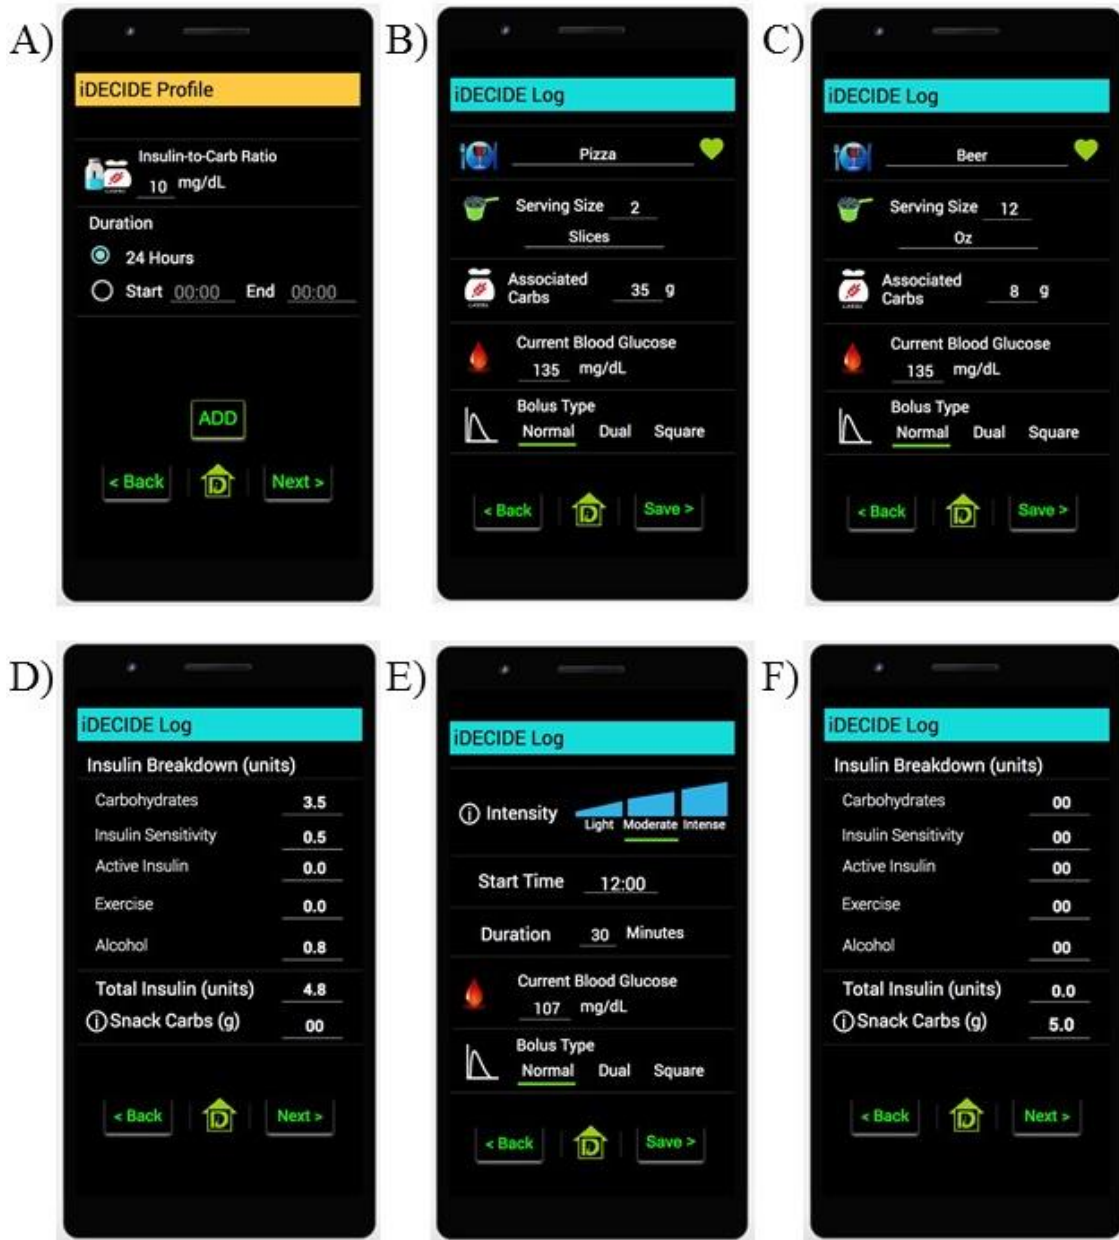 A)
iDECIDE Profile
Insulin-to-Carb Ratio
10 mg/dL
Duration
24 Hours
Start 00:00 End 00:00
ADD
< Back
Next >
B)
iDECIDE Log
Pizza
Serving Size 2
Slices
Associated
Carbs 35 g
Current Blood Glucose
135 mg/dL
Bolus Type
Normal Dual Square
< Back
Save >
C)
iDECIDE Log
Beer
Serving Size 12
Oz
Associated
Carbs 8 g
Current Blood Glucose
135 mg/dL
Bolus Type
Normal Dual Square
< Back
Save >
D)
iDECIDE Log
Insulin Breakdown (units)
Carbohydrates 3.5
Insulin Sensitivity 0.5
Active Insulin 0.0
Exercise 0.0
Alcohol 0.8
Total Insulin (units) 4.8
Snack Carbs (g) 00
< Back
Next >
E)
iDECIDE Log
Intensity
Light Moderate Intense
Start Time 12:00
Duration 30 Minutes
Current Blood Glucose
107 mg/dL
Bolus Type
Normal Dual Square
< Back
Save >
F)
iDECIDE Log
Insulin Breakdown (units)
Carbohydrates 00
Insulin Sensitivity 00
Active Insulin 00
Exercise 00
Alcohol 00
Total Insulin (units) 0.0
Snack Carbs (g) 5.0
< Back
Next >